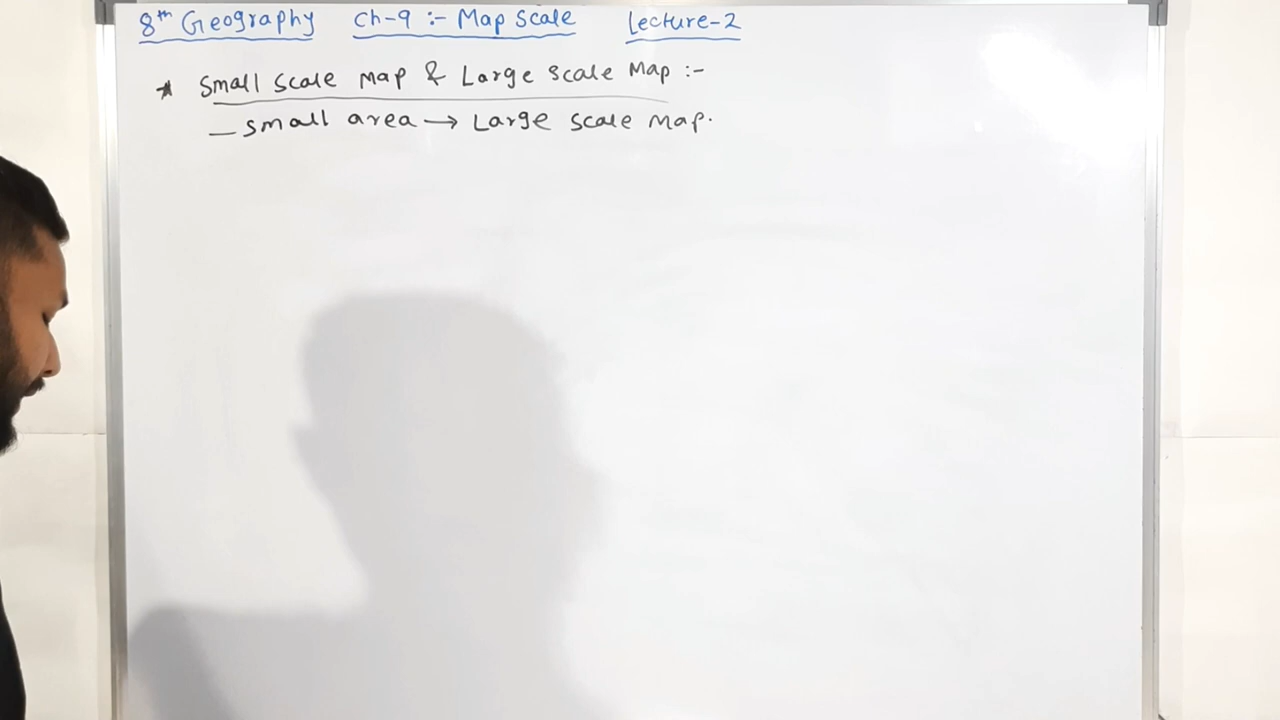 8th Geography Ch-9 :- Map Scale Lecture-2
* Small Scale Map & Large Scale Map :-
– Small area → Large Scale Map.